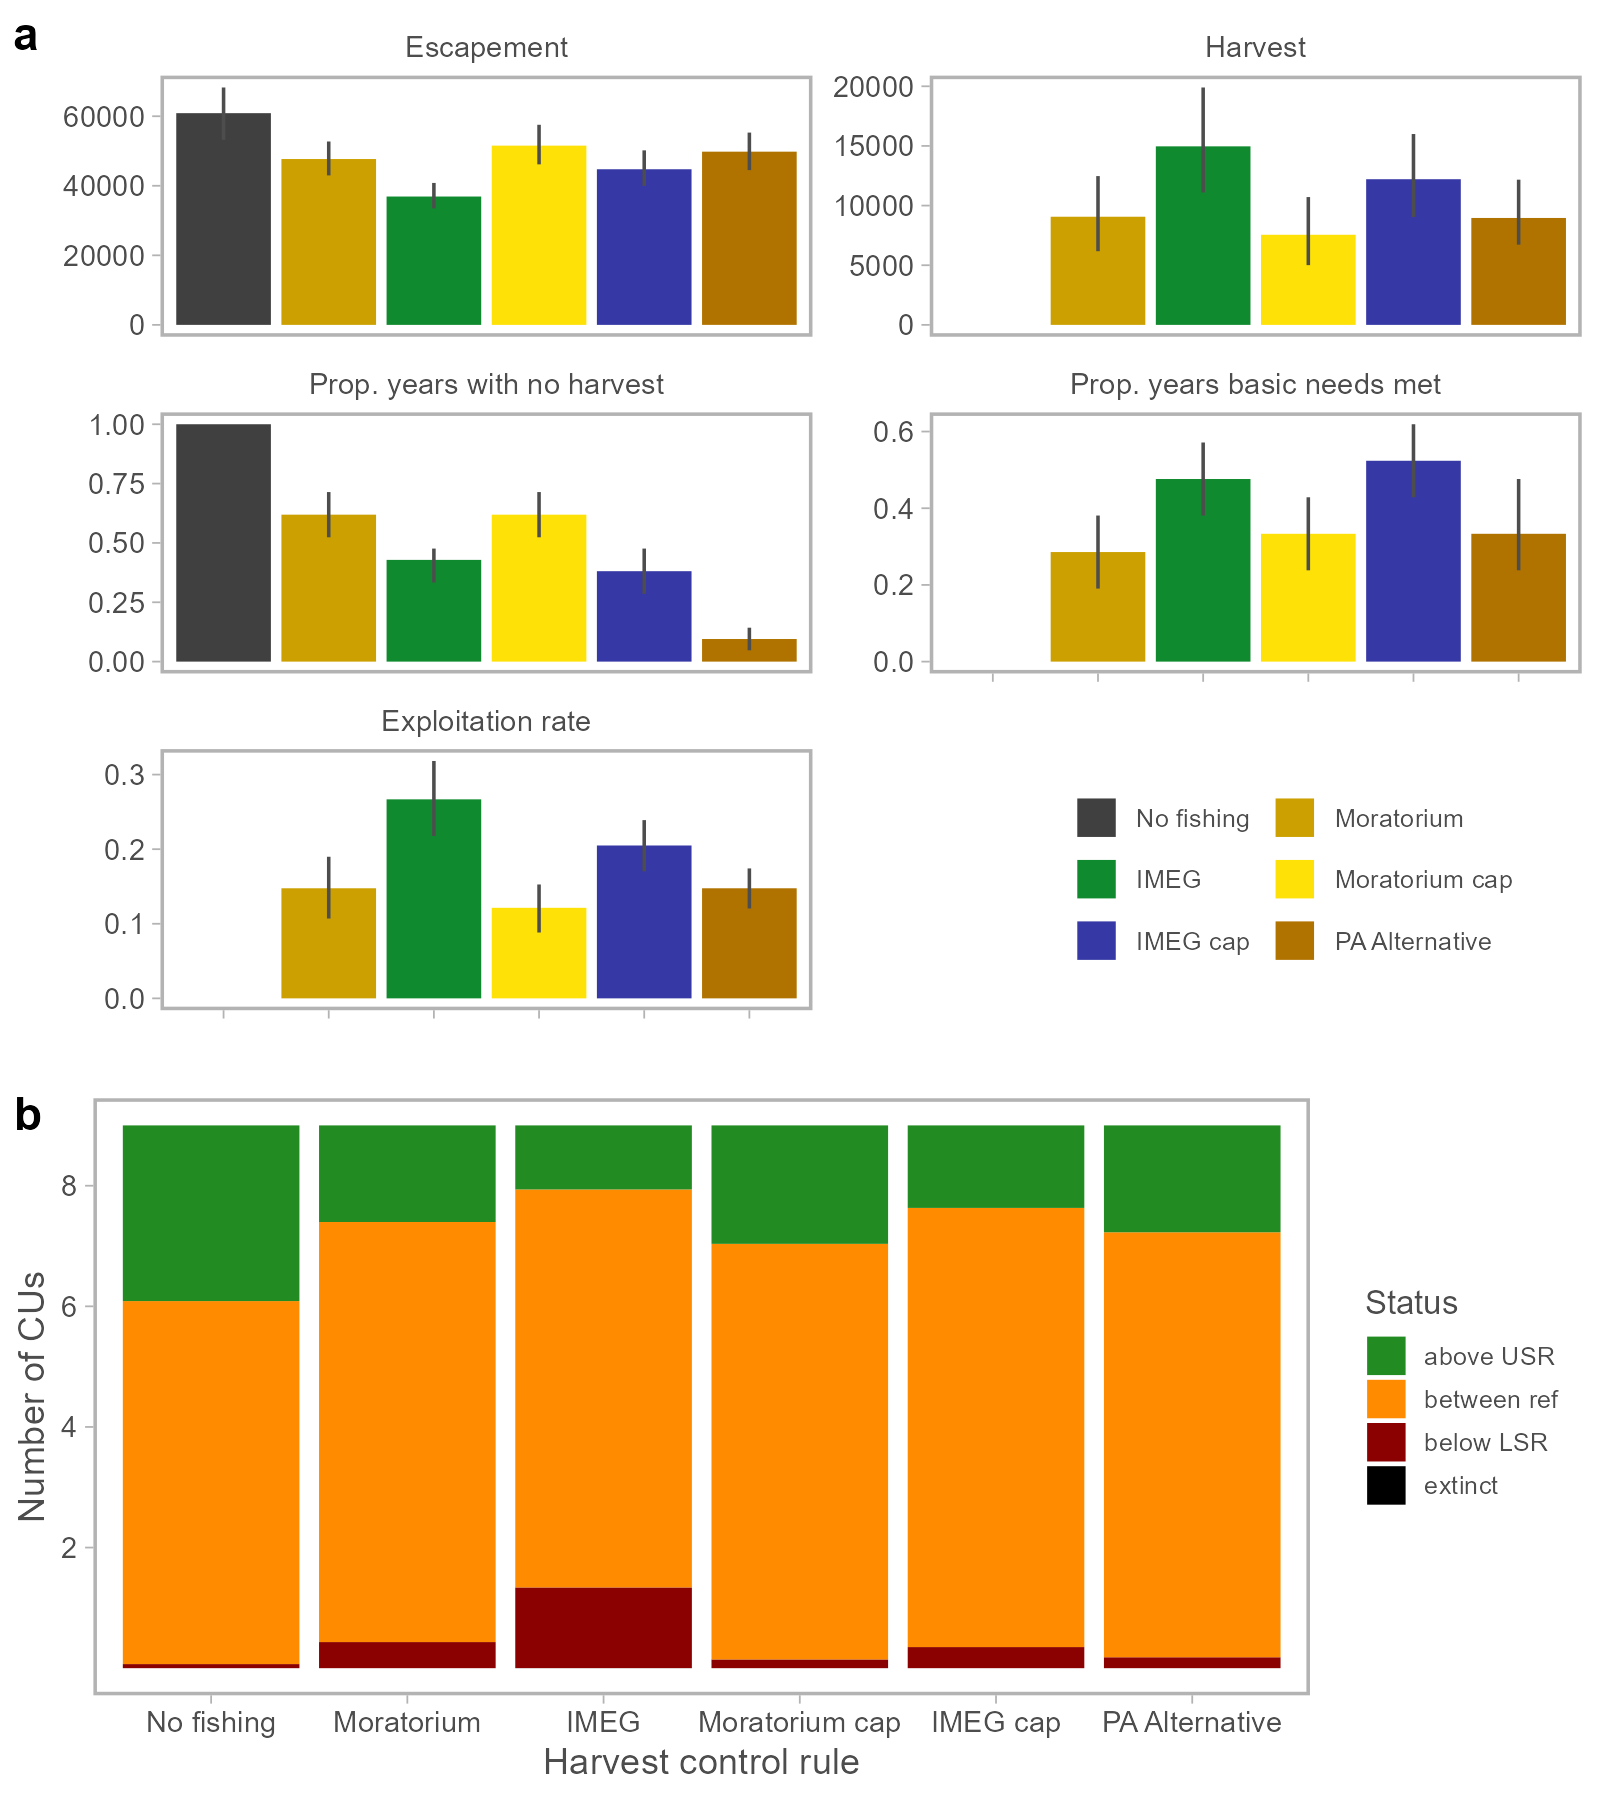 a
Escapement
60000
40000
20000
0
Harvest
20000
15000
10000
5000
0
Prop. years with no harvest
1.00
0.75
0.50
0.25
0.00
Prop. years basic needs met
0.6
0.4
0.2
0.0
Exploitation rate
0.3
0.2
0.1
0.0
No fishing
Moratorium
IMEG
Moratorium cap
IMEG cap
PA Alternative
b
Number of CUs
8
6
4
2
No fishing
Moratorium
IMEG
Moratorium cap
IMEG cap
PA Alternative
Harvest control rule
Status
above USR
between ref
below LSR
extinct